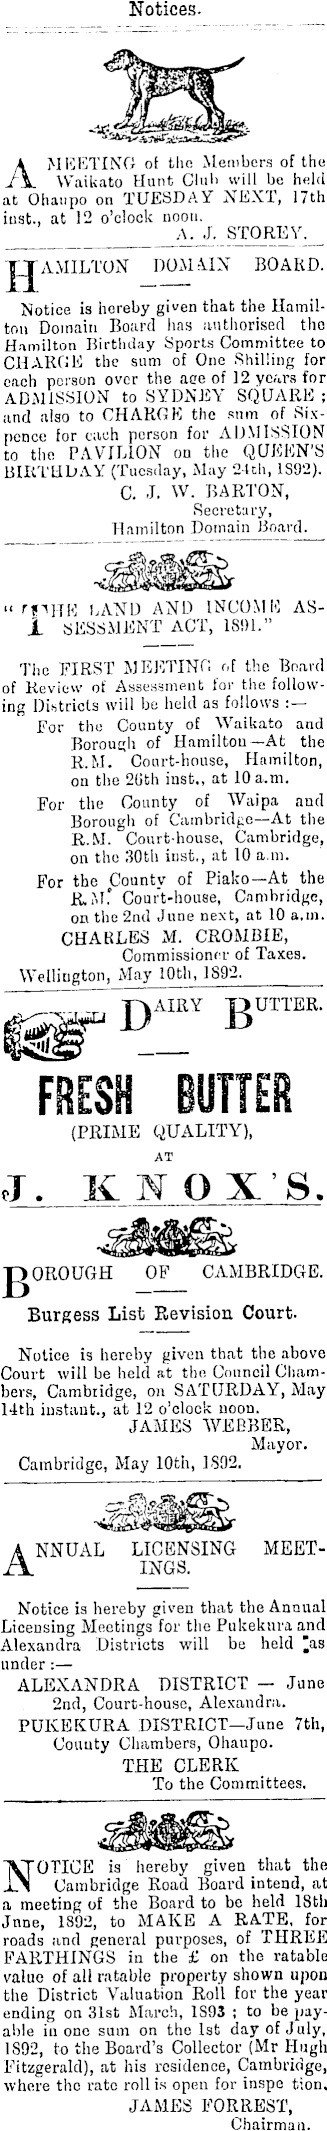 Notices.
A MEETING of the Members of the
Waikato Hunt Club will be held
at Ohaupo on TUESDAY NEXT, 17th
inst., at 12 o'clock noon.
A. J. STOREY.
HAMILTON DOMAIN BOARD.
Notice is hereby given that the Hamil-
ton Domain Board has authorised the
Hamilton Birthday Sports Committee to
CHARGE the sum of One Shilling for
each person over the age of 12 years for
ADMISSION to SYDNEY SQUARE ;
and also to CHARGE the sum of Six-
pence for each person for ADMISSION
to the PAVILION on the QUEEN'S
BIRTHDAY (Tuesday, May 24th, 1892).
C. J. W. BARTON,
Secretary,
Hamilton Domain Board.
" THE LAND AND INCOME AS-
SESSMENT ACT, 1891."
The FIRST MEETING of the Board
of Review of Assessment for the follow-
ing Districts will be held as follows :—
For the County of Waikato and
Borough of Hamilton—At the
R.M. Court-house, Hamilton,
on the 26th inst., at 10 a.m.
For the County of Waipa and
Borough of Cambridge—At the
R.M. Court-house, Cambridge,
on the 30th inst., at 10 a.m.
For the County of Piako—At the
R.M. Court-house, Cambridge,
on the 2nd June next, at 10 a.m.
CHARLES M. CROMBIE,
Commissioner of Taxes.
Wellington, May 10th, 1892.
DAIRY BUTTER.
FRESH BUTTER
(PRIME QUALITY),
AT
J. KNOX'S.
BOROUGH OF CAMBRIDGE.
Burgess List Revision Court.
Notice is hereby given that the above
Court will be held at the Council Cham-
bers, Cambridge, on SATURDAY, May
14th instant., at 12 o'clock noon.
JAMES WEBBER,
Mayor.
Cambridge, May 10th, 1892.
ANNUAL LICENSING MEET-
INGS.
Notice is hereby given that the Annual
Licensing Meetings for the Pukekura and
Alexandra Districts will be held as
under :—
ALEXANDRA DISTRICT — June
2nd, Court-house, Alexandra.
PUKEKURA DISTRICT—June 7th,
County Chambers, Ohaupo.
THE CLERK
To the Committees.
NOTICE is hereby given that the
Cambridge Road Board intend, at
a meeting of the Board to be held 18th
June, 1892, to MAKE A RATE, for
roads and general purposes, of THREE
FARTHINGS in the £ on the ratable
value of all ratable property shown upon
the District Valuation Roll for the year
ending on 31st March, 1893 ; to be pay-
able in one sum on the 1st day of July,
1892, to the Board's Collector (Mr Hugh
Fitzgerald), at his residence, Cambridge,
where the rate roll is open for inspe tion.
JAMES FORREST,
Chairman.